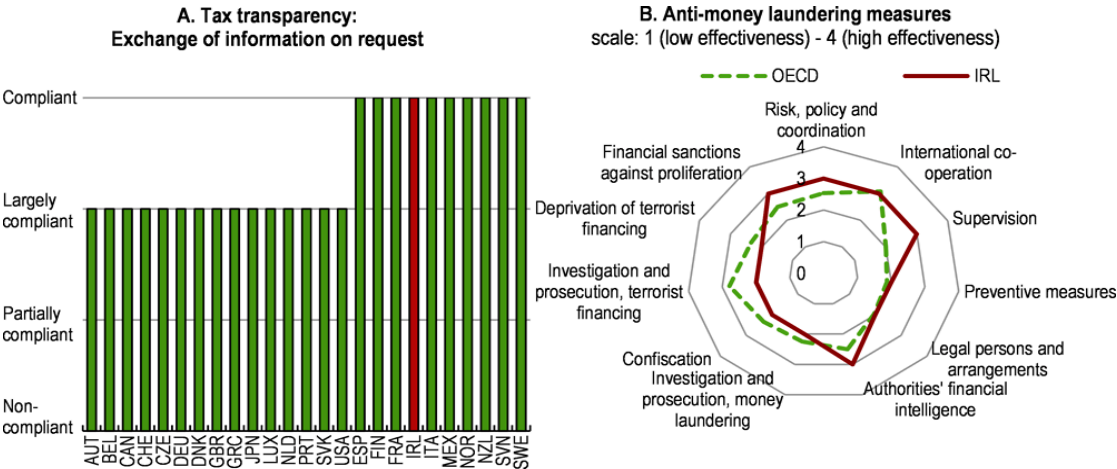 A. Tax transparency:
Exchange of information on request
Compliant
Largely
compliant
Partially
compliant
Non-
compliant
AUT
BEL
CAN
CHE
CZE
DEU
DNK
GBR
GRC
JPN
LUX
NLD
PRT
SVK
USA
ESP
FIN
FRA
IRL
ITA
MEX
NOR
NZL
SVN
SWE
B. Anti-money laundering measures
scale: 1 (low effectiveness) - 4 (high effectiveness)
OECD
IRL
Risk, policy and
coordination
International co-
operation
Supervision
Preventive measures
Legal persons and
arrangements
Authorities' financial
intelligence
Investigation and
prosecution, money
laundering
Confiscation
Investigation and
prosecution, terrorist
financing
Deprivation of terrorist
financing
Financial sanctions
against proliferation
4
3
2
1
0